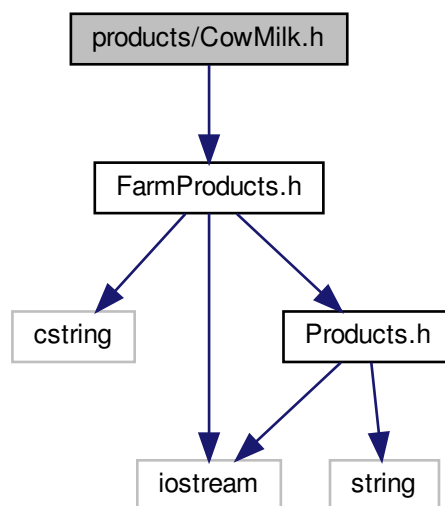 products/CowMilk.h
FarmProducts.h
cstring
Products.h
iostream
string